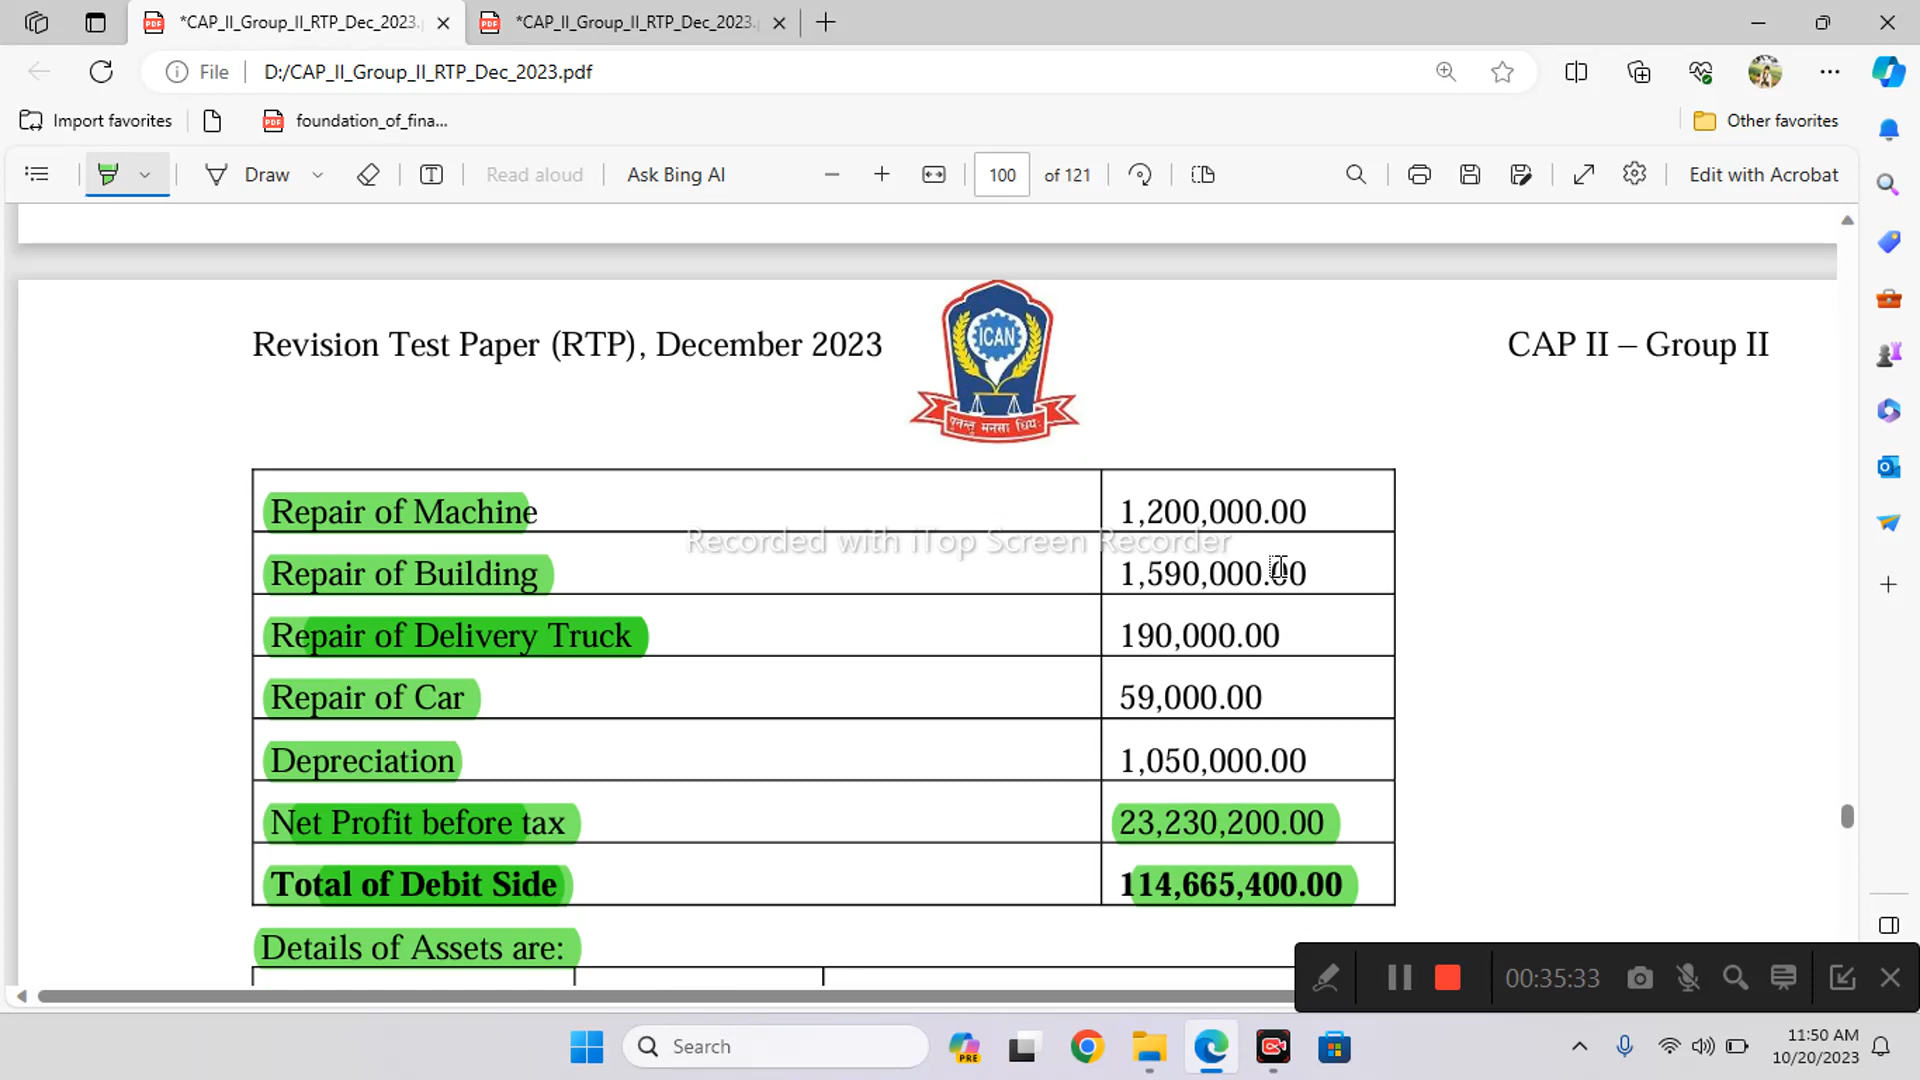 *CAP_II_Group_II_RTP_Dec_2023.
*CAP_II_Group_II_RTP_Dec_2023.
File
D:/CAP_II_Group_II_RTP_Dec_2023.pdf
Import favorites
foundation_of_fina...
Other favorites
Draw
Read aloud
Ask Bing AI
100
of 121
Edit with Acrobat
Revision Test Paper (RTP), December 2023
ICAN
पुनन्तु मनसा धियः
CAP II – Group II
Repair of Machine 1,200,000.00
Recorded with iTop Screen Recorder
Repair of Building 1,590,000.00
Repair of Delivery Truck 190,000.00
Repair of Car 59,000.00
Depreciation 1,050,000.00
Net Profit before tax 23,230,200.00
Total of Debit Side 114,665,400.00
Details of Assets are:
00:35:33
Search
PRE
11:50 AM
10/20/2023